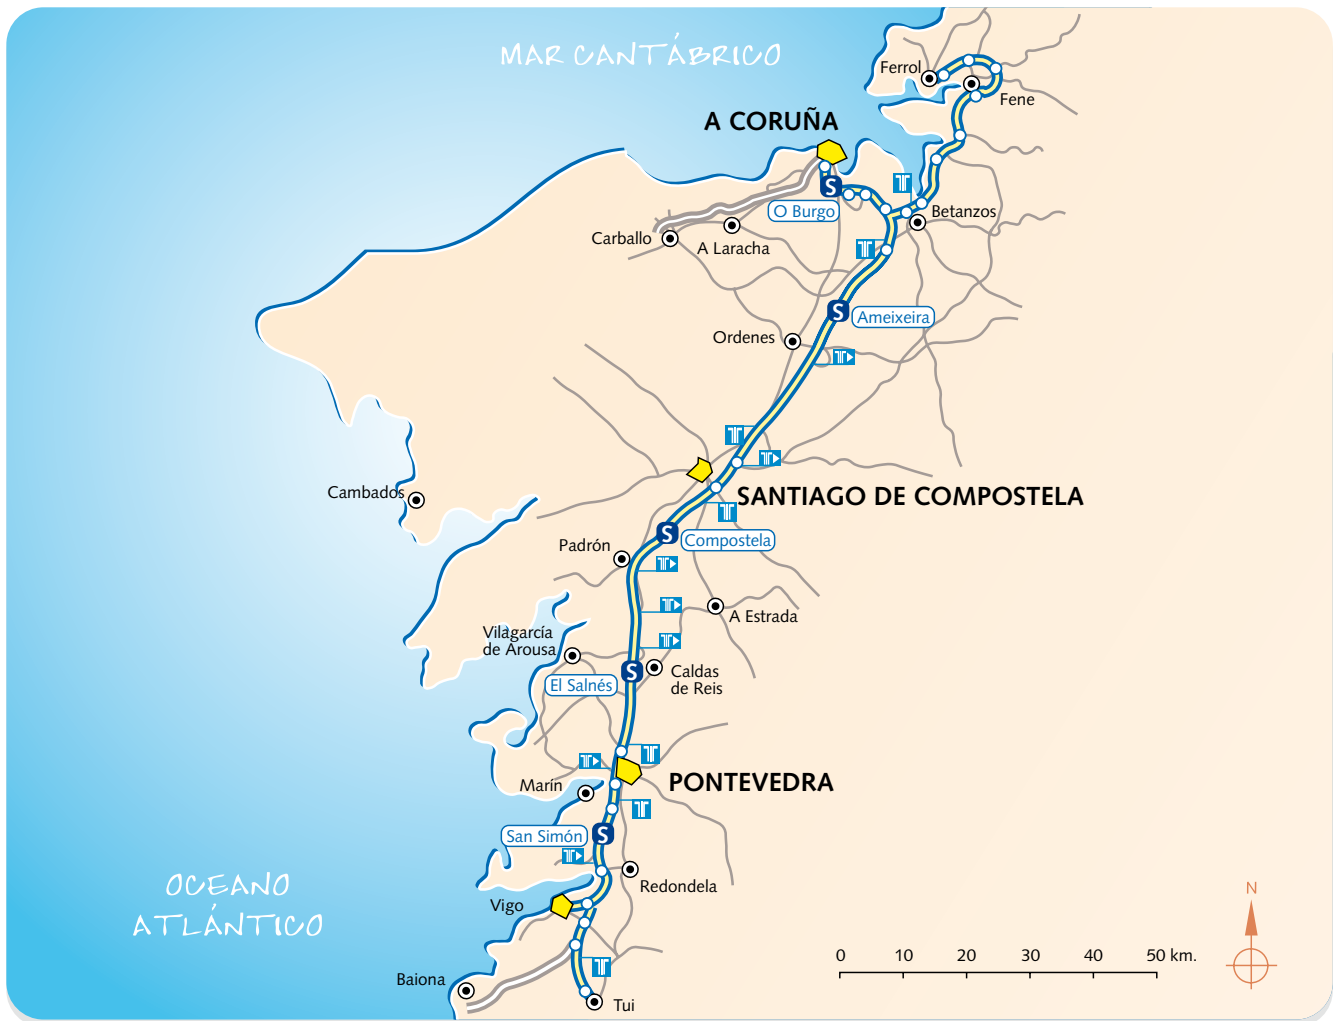 MAR CANTÁBRICO
Ferrol
Fene
A CORUÑA
S
T
O Burgo
Betanzos
Carballo
A Laracha
T
S
Ameixeira
Ordenes
T
T
T
Cambados
SANTIAGO DE COMPOSTELA
T
S
Compostela
Padrón
T
T
A Estrada
Vilagarcía
de Arousa
T
S
Caldas
de Reis
El Salnés
T
T
PONTEVEDRA
Marín
T
San Simón
S
T
Redondela
OCEANO
ATLÁNTICO
Vigo
N
0 10 20 30 40 50 km.
T
Baiona
Tui